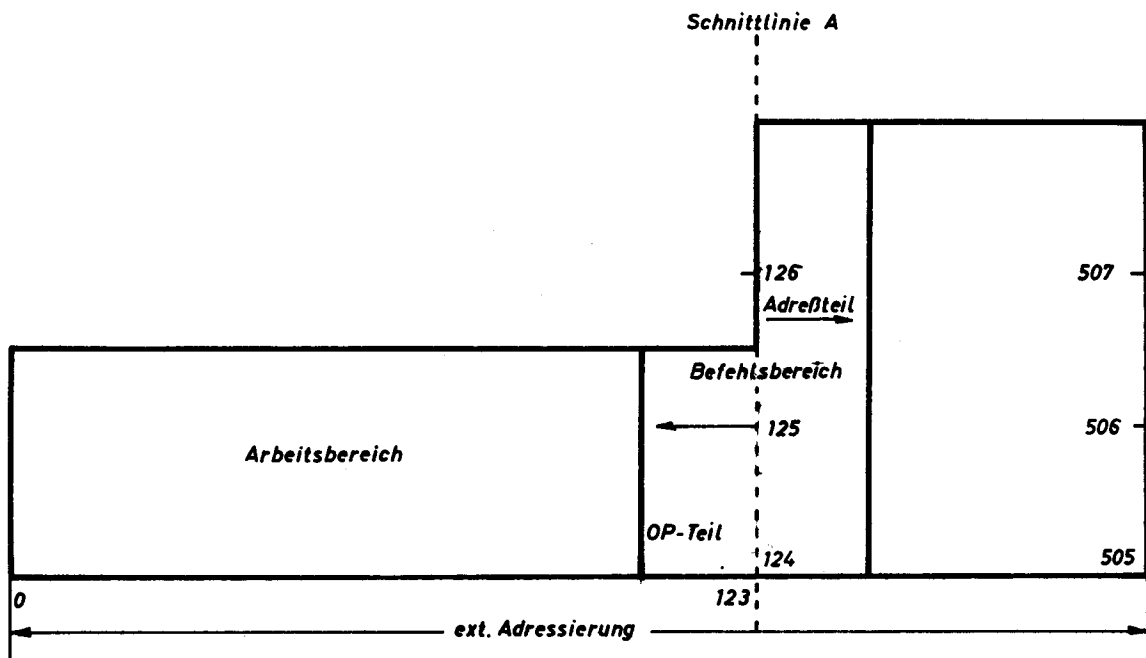 Schnittlinie A
126
507
Adreßteil
Befehlsbereich
125
506
Arbeitsbereich
OP-Teil
124
505
0
123
ext. Adressierung